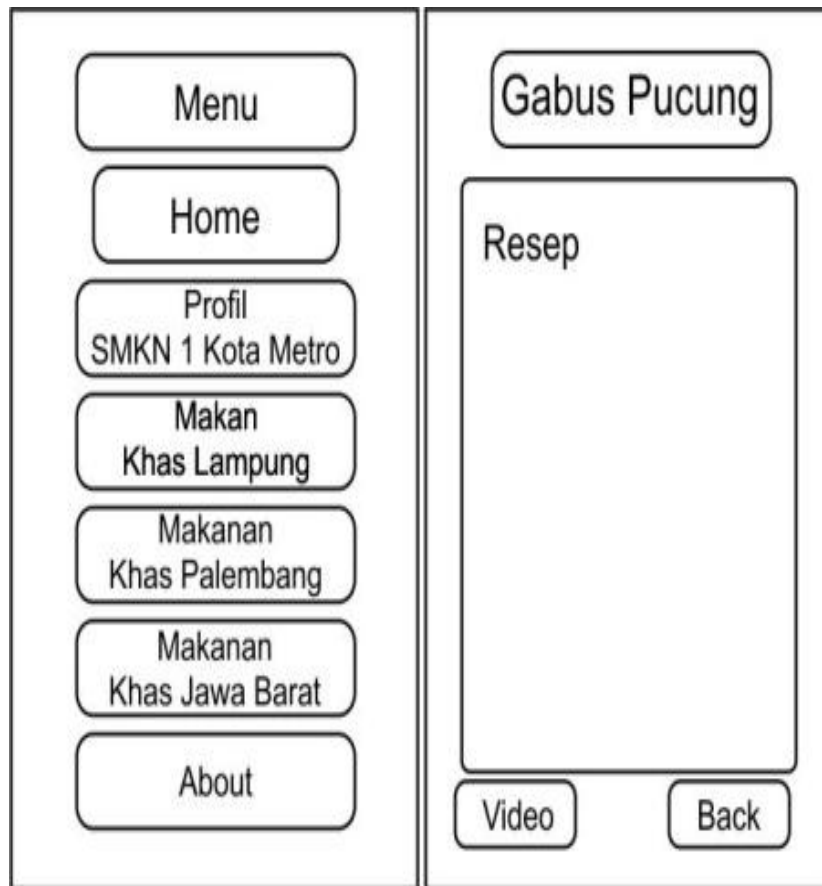 Menu
Home
Profil
SMKN 1 Kota Metro
Makan
Khas Lampung
Makanan
Khas Palembang
Makanan
Khas Jawa Barat
About
Gabus Pucung
Resep
Video
Back